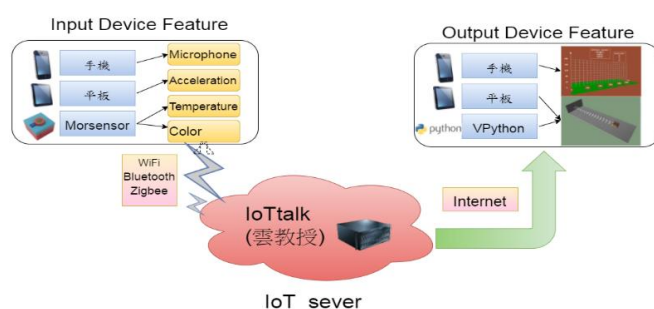 Input Device Feature
手機
平板
Morsensor
Microphone
Acceleration
Temperature
Color
WiFi
Bluetooth
Zigbee
IoTtalk
(雲教授)
IoT sever
Internet
Output Device Feature
手機
平板
python
VPython